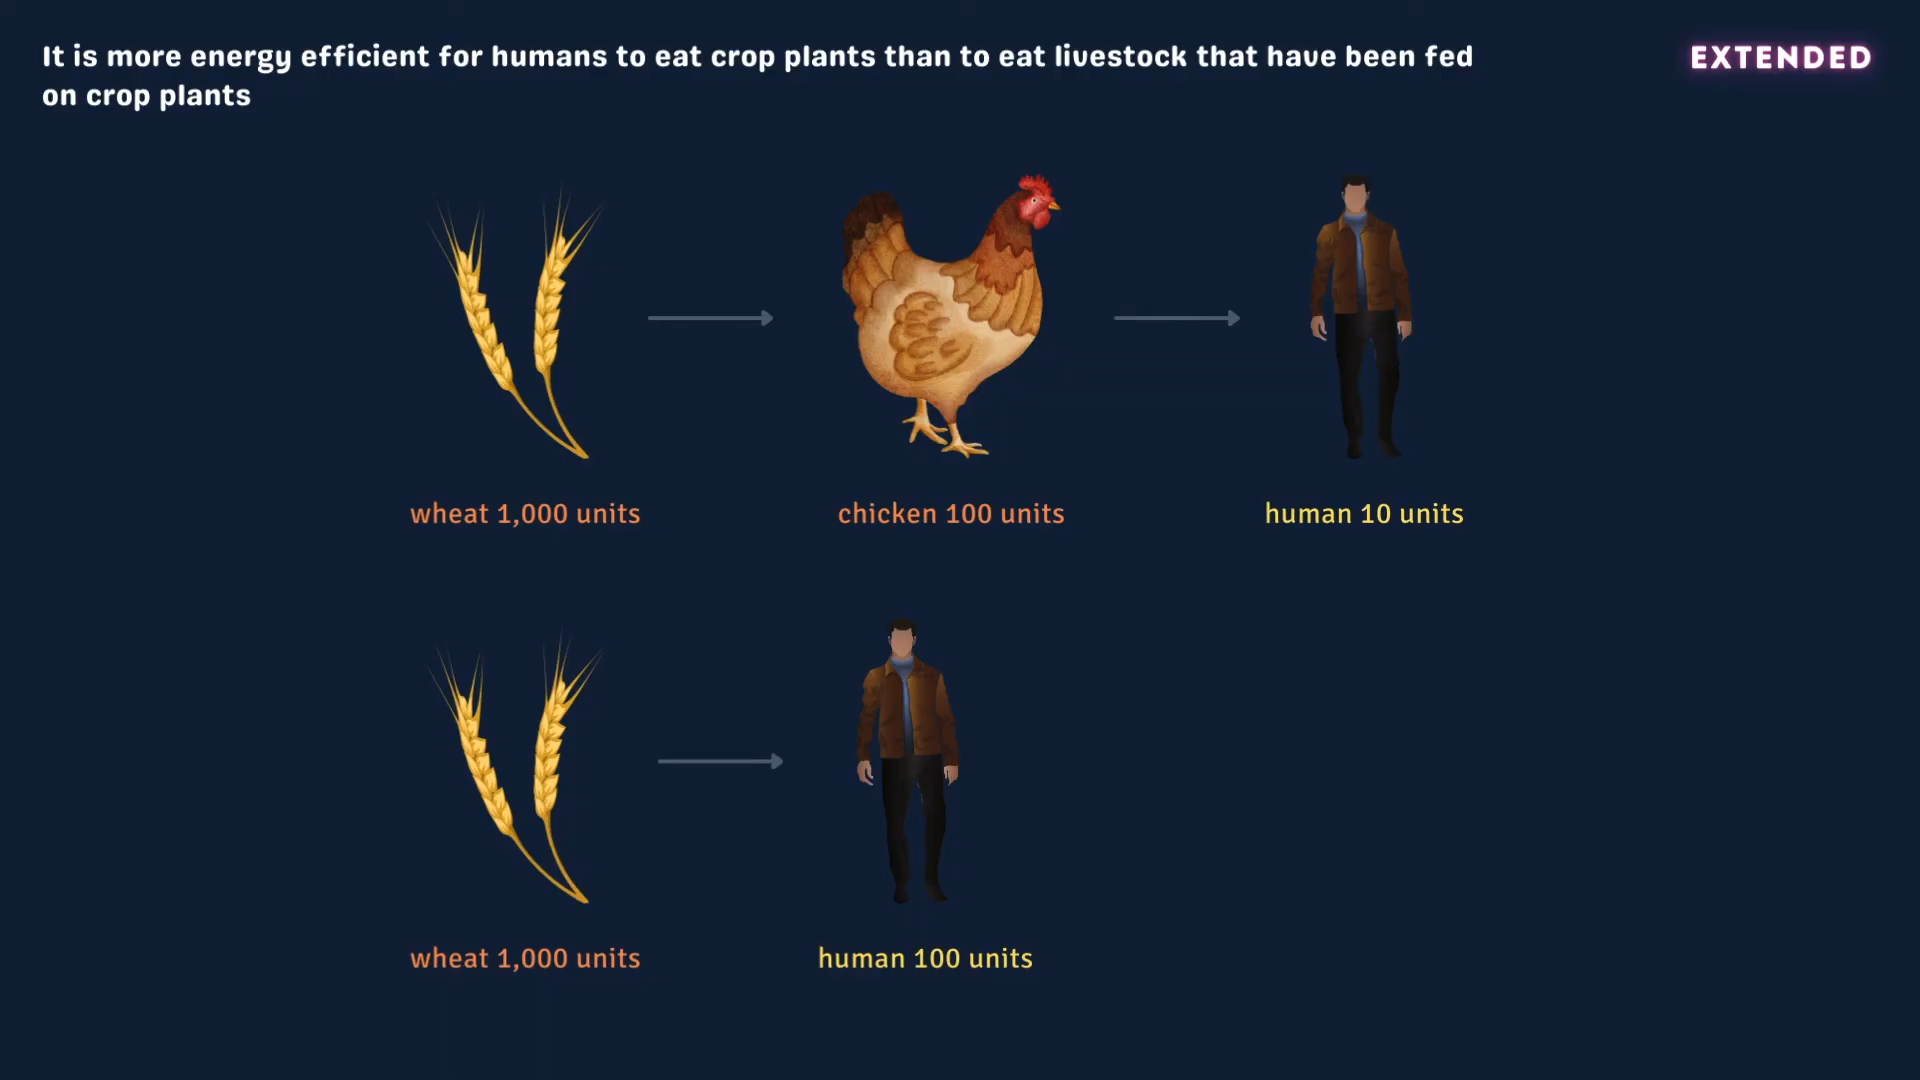 It is more energy efficient for humans to eat crop plants than to eat livestock that have been fed
on crop plants
EXTENDED
wheat 1,000 units
chicken 100 units
human 10 units
wheat 1,000 units
human 100 units